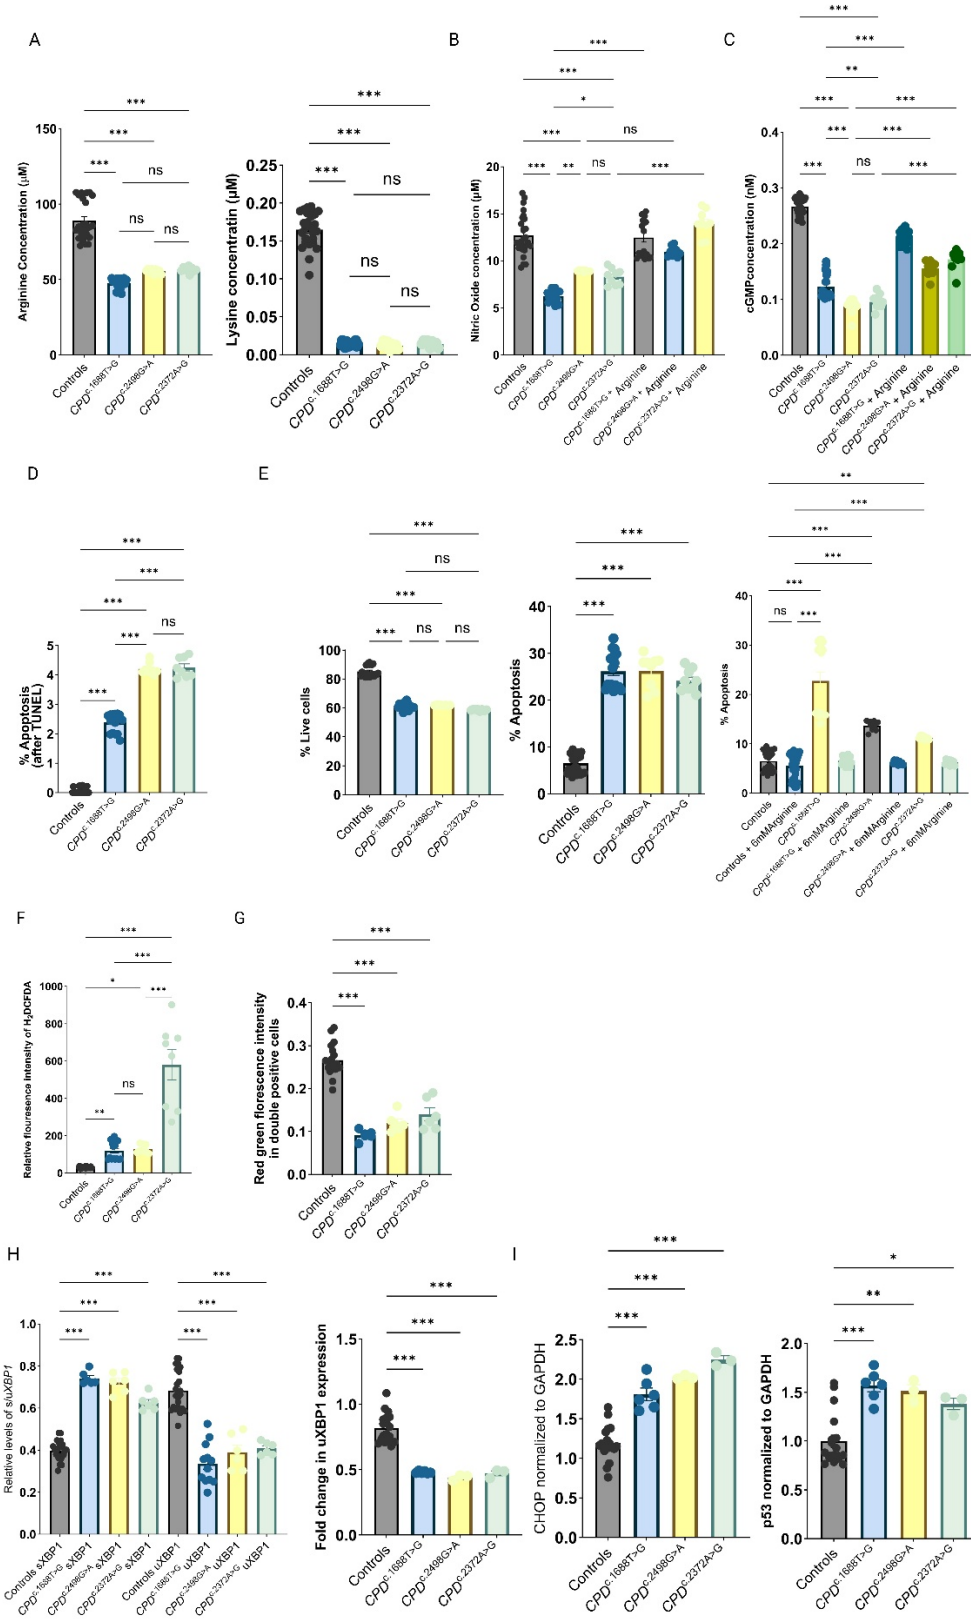 A
B
C
***
***
***
ns
ns
ns
150
100
50
0
Arginine Concentration (μM)
Controls
CPDc.1688T>G
CPDc.2498G>A
CPDc.2372A>G
***
***
***
ns
ns
ns
0.25
0.20
0.15
0.10
0.05
0.00
Lysine concentratin (μM)
Controls
CPDc.1688T>G
CPDc.2498G>A
CPDc.2372A>G
***
***
*
*** ns
*** ** ns ***
20
15
10
5
0
Nitric Oxide concentration (μM)
Controls
CPDc.1688T>G
CPDc.2498G>A
CPDc.2372A>G
CPDc.1688T>G + Arginine
CPDc.2498G>A + Arginine
CPDc.2372A>G + Arginine
***
***
**
*** ***
*** ***
*** ns ***
0.4
0.3
0.2
0.1
0.0
cGMPconcentration (nM)
Controls
CPDc.1688T>G
CPDc.2498G>A
CPDc.2372A>G
CPDc.1688T>G + Arginine
CPDc.2498G>A + Arginine
CPDc.2372A>G + Arginine
D
E
***
***
***
*** ns
***
5
4
3
2
1
0
% Apoptosis
(after TUNEL)
Controls
CPDc.1688T>G
CPDc.2498G>A
CPDc.2372A>G
***
ns
***
*** ns ns
100
80
60
40
20
0
% Live cells
Controls
CPDc.1688T>G
CPDc.2498G>A
CPDc.2372A>G
***
***
***
40
30
20
10
0
% Apoptosis
Controls
CPDc.1688T>G
CPDc.2498G>A
CPDc.2372A>G
**
***
***
***
***
ns ***
40
30
20
10
0
% Apoptosis
Controls
Controls + 6mMArginine
CPDc.1688T>G
CPDc.1688T>G + 6mMArginine
CPDc.2498G>A
CPDc.2498G>A + 6mMArginine
CPDc.2372A>G
CPDc.2372A>G + 6mMArginine
F
G
***
***
* ***
ns
**
1000
800
600
400
200
0
Relative flouresence Intensity of H2DCFDA
Controls
CPDc.1688T>G
CPDc.2498G>A
CPDc.2372A>G
***
***
***
0.4
0.3
0.2
0.1
0.0
Red green florescence intensity
in double positive cells
Controls
CPDc.1688T>G
CPDc.2498G>A
CPDc.2372A>G
H
I
*** ***
*** ***
*** ***
1.0
0.8
0.6
0.4
0.2
0.0
Relative levels of s/uXBP1
Controls sXBP1
CPDc.1688T>G sXBP1
CPDc.2498G>A sXBP1
CPDc.2372A>G sXBP1
Controls uXBP1
CPDc.1688T>G uXBP1
CPDc.2498G>A uXBP1
CPDc.2372A>G uXBP1
***
***
***
1.5
1.0
0.5
0.0
Fold change in uXBP1 expression
Controls
CPDc.1688T>G
CPDc.2498G>A
CPDc.2372A>G
***
***
***
2.5
2.0
1.5
1.0
0.5
0.0
CHOP normalized to GAPDH
Controls
CPDc.1688T>G
CPDc.2498G>A
CPDc.2372A>G
*
**
***
2.0
1.5
1.0
0.5
0.0
p53 normalized to GAPDH
Controls
CPDc.1688T>G
CPDc.2498G>A
CPDc.2372A>G